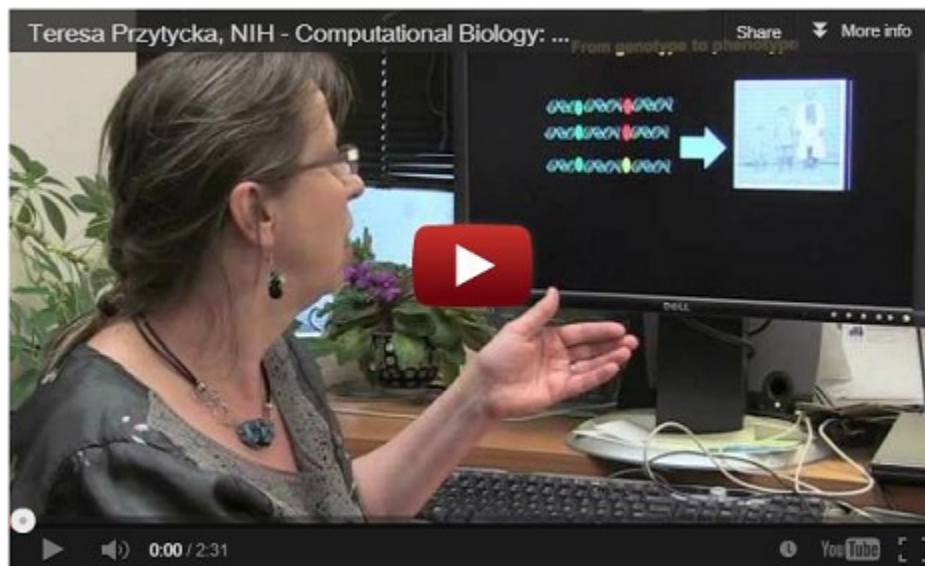 Teresa Przytycka, NIH - Computational Biology: ...
Share
More info
From genotype to phenotype
DELL
0:00 / 2:31
YouTube